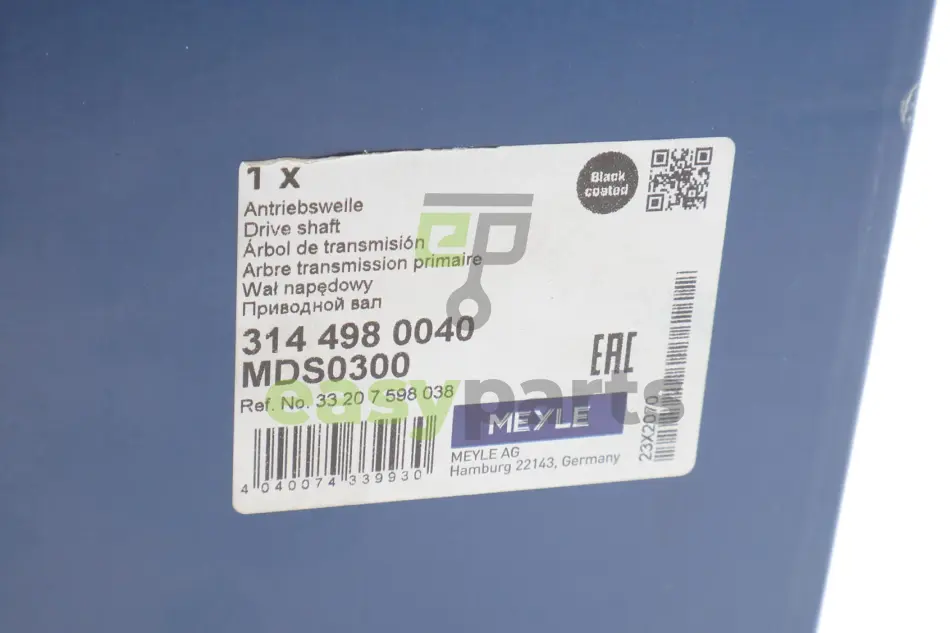 1 x
Black
coated
Antriebswelle
Drive shaft
Árbol de transmisión
Arbre transmission primaire
Wał napędowy
Приводной вал
314 498 0040
MDS0300
Ref. No. 33 20 7 598 038
EAC
ep
easyparts
MEYLE
MEYLE AG
Hamburg 22143, Germany
4 040074 339930
23X2070